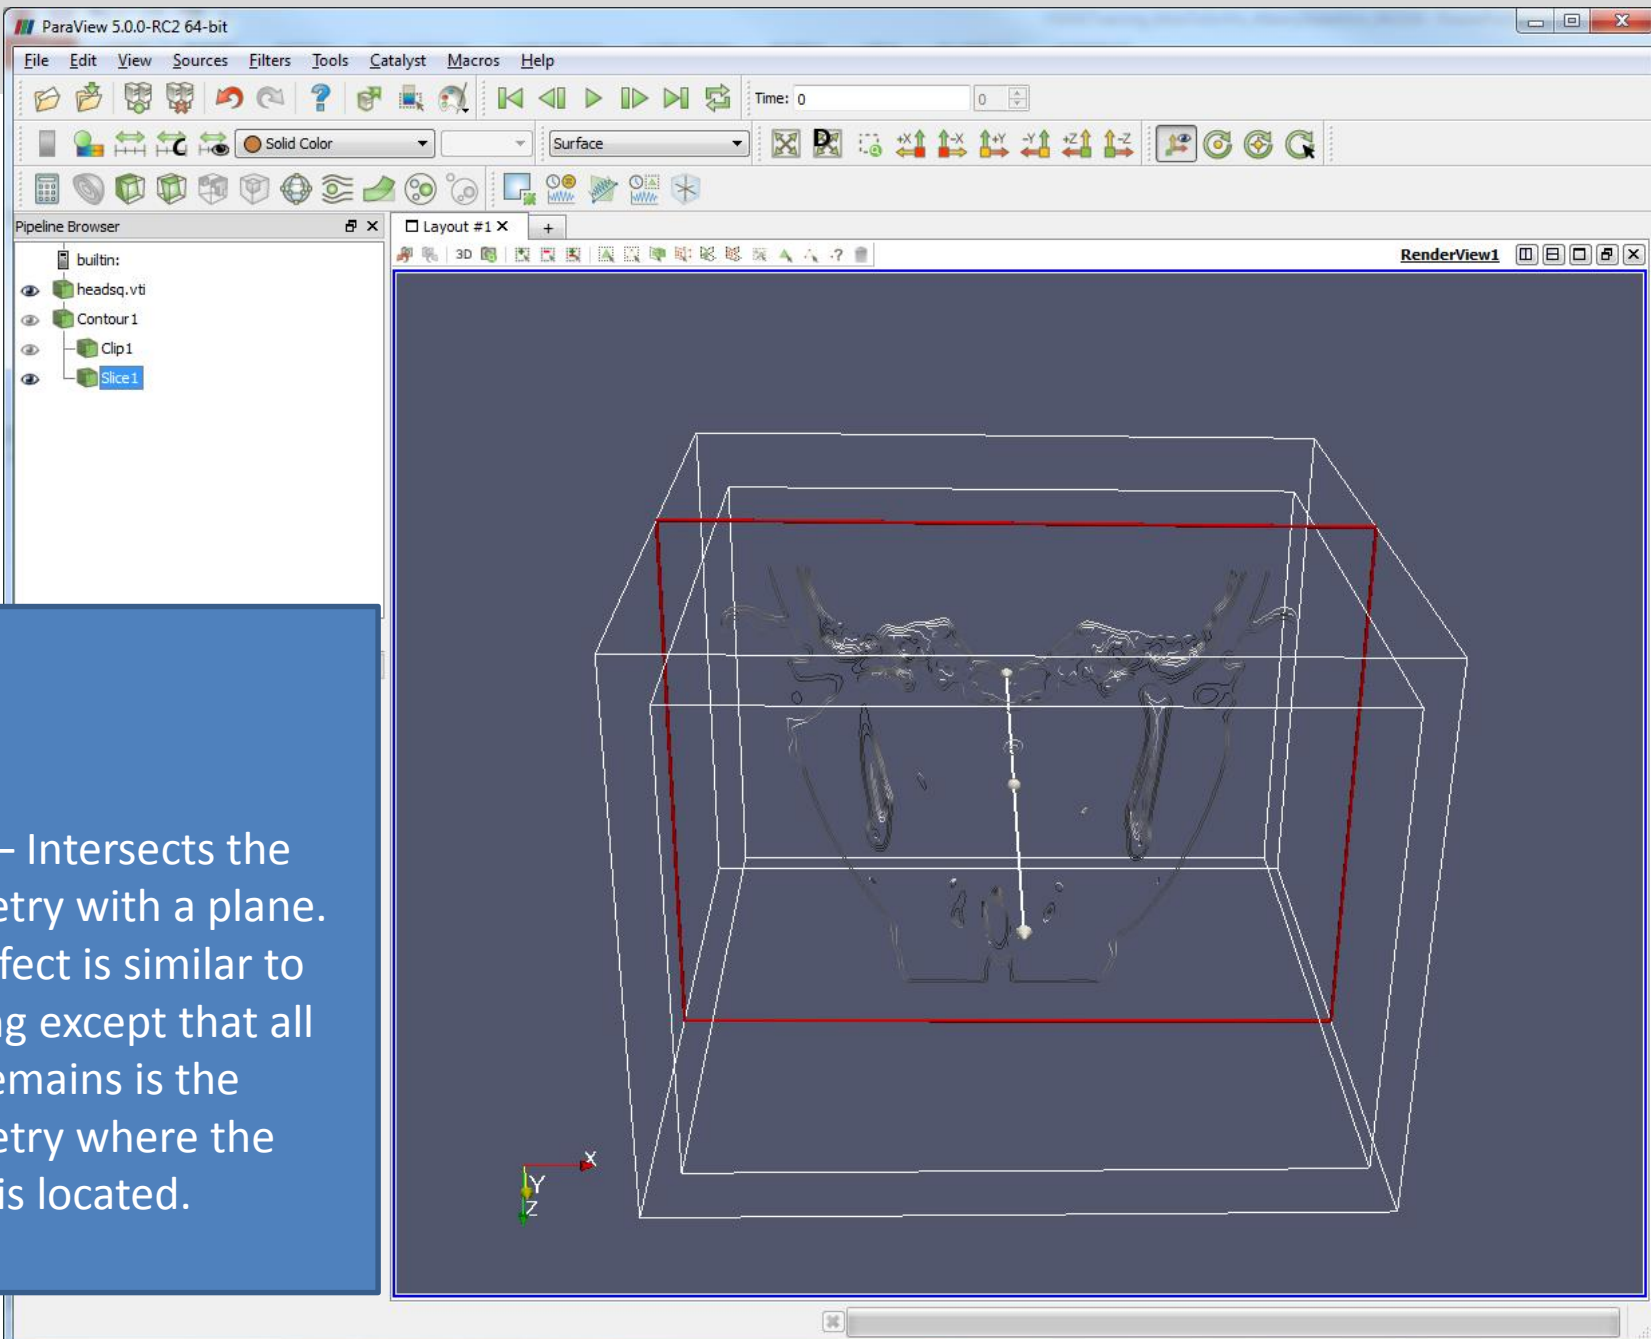 ParaView 5.0.0-RC2 64-bit
File Edit View Sources Filters Tools Catalyst Macros Help
Time: 0 0
Solid Color Surface +X -X +Y -Y +Z -Z
Pipeline Browser
Layout #1 +
3D
RenderView1
builtin:
headsq.vti
Contour1
Clip1
Slice1
– Intersects the
etry with a plane.
fect is similar to
ng except that all
emains is the
etry where the
is located.
X
Y
Z